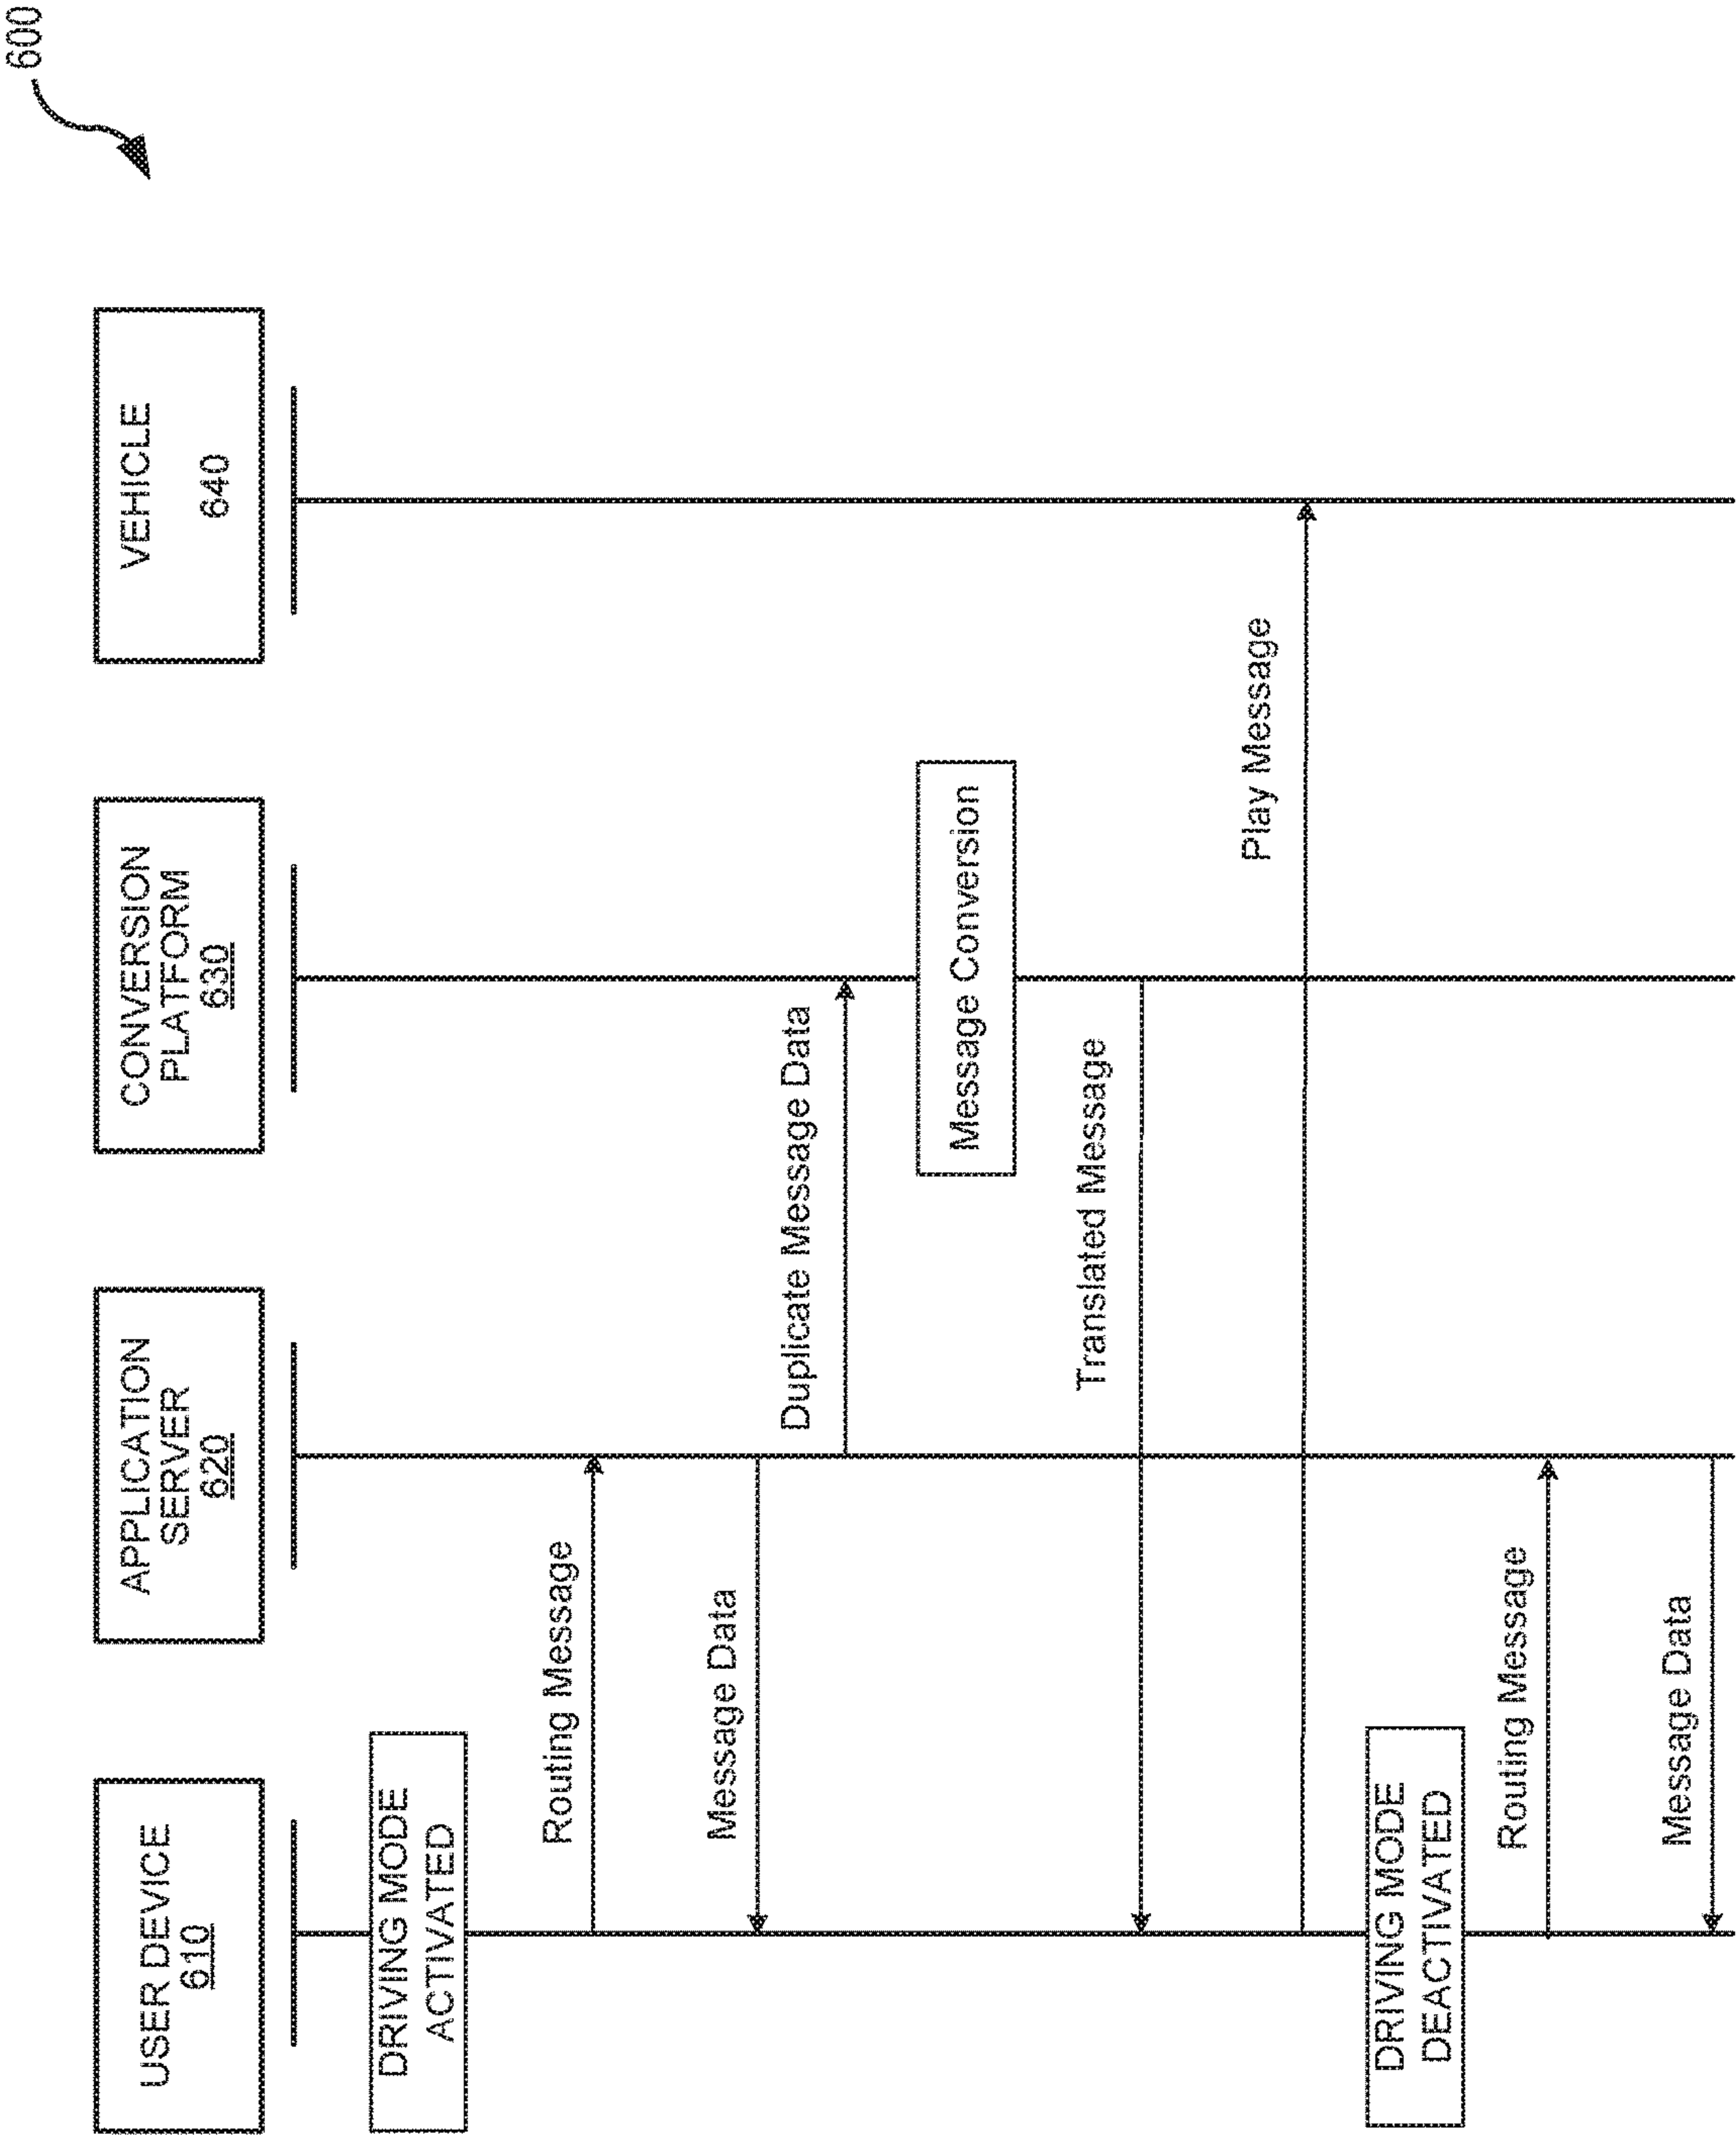 600
USER DEVICE
610
APPLICATION
SERVER
620
CONVERSION
PLATFORM
630
VEHICLE
640
DRIVING MODE
ACTIVATED
Routing Message
Message Data
Duplicate Message Data
Message Conversion
Translated Message
Play Message
DRIVING MODE
DEACTIVATED
Routing Message
Message Data